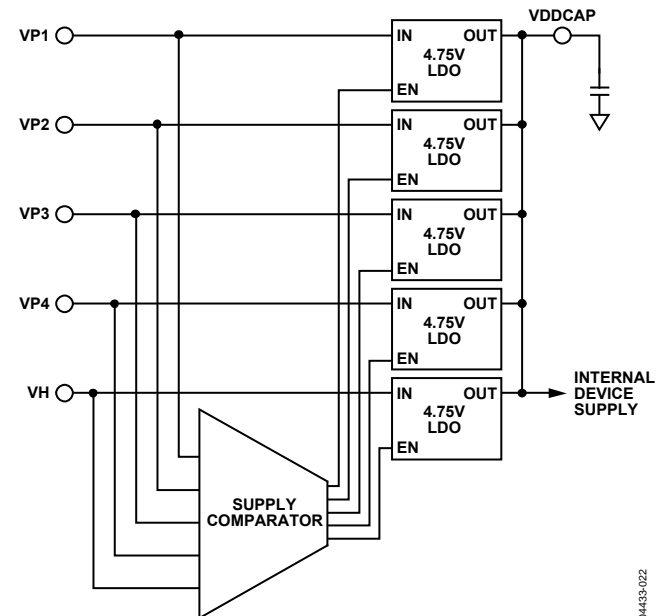 VDDCAP
VP1
IN OUT
4.75V
LDO
EN
VP2
IN OUT
4.75V
LDO
EN
VP3
IN OUT
4.75V
LDO
EN
VP4
IN OUT
4.75V
LDO
EN
VH
IN OUT
4.75V
LDO
EN
INTERNAL
DEVICE
SUPPLY
SUPPLY
COMPARATOR
04433-022